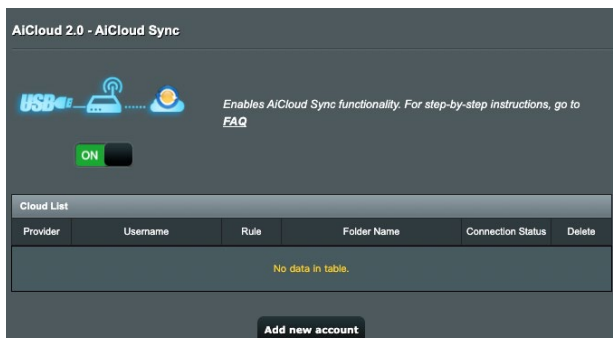 AiCloud 2.0 - AiCloud Sync
USB
Enables AiCloud Sync functionality. For step-by-step instructions, go to
FAQ
ON
Cloud List
Provider Username Rule Folder Name Connection Status Delete
No data in table.
Add new account